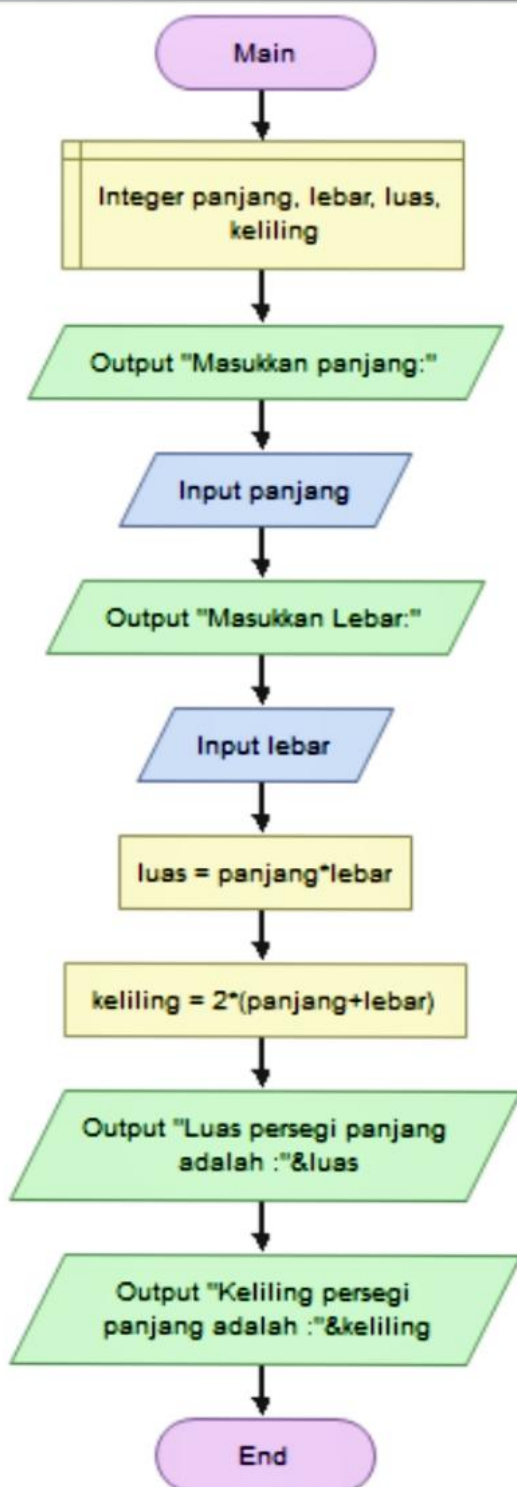 Main
Integer panjang, lebar, luas,
keliling
Output "Masukkan panjang:"
Input panjang
Output "Masukkan Lebar:"
Input lebar
luas = panjang*lebar
keliling = 2*(panjang+lebar)
Output "Luas persegi panjang
adalah :"&luas
Output "Keliling persegi
panjang adalah :"&keliling
End